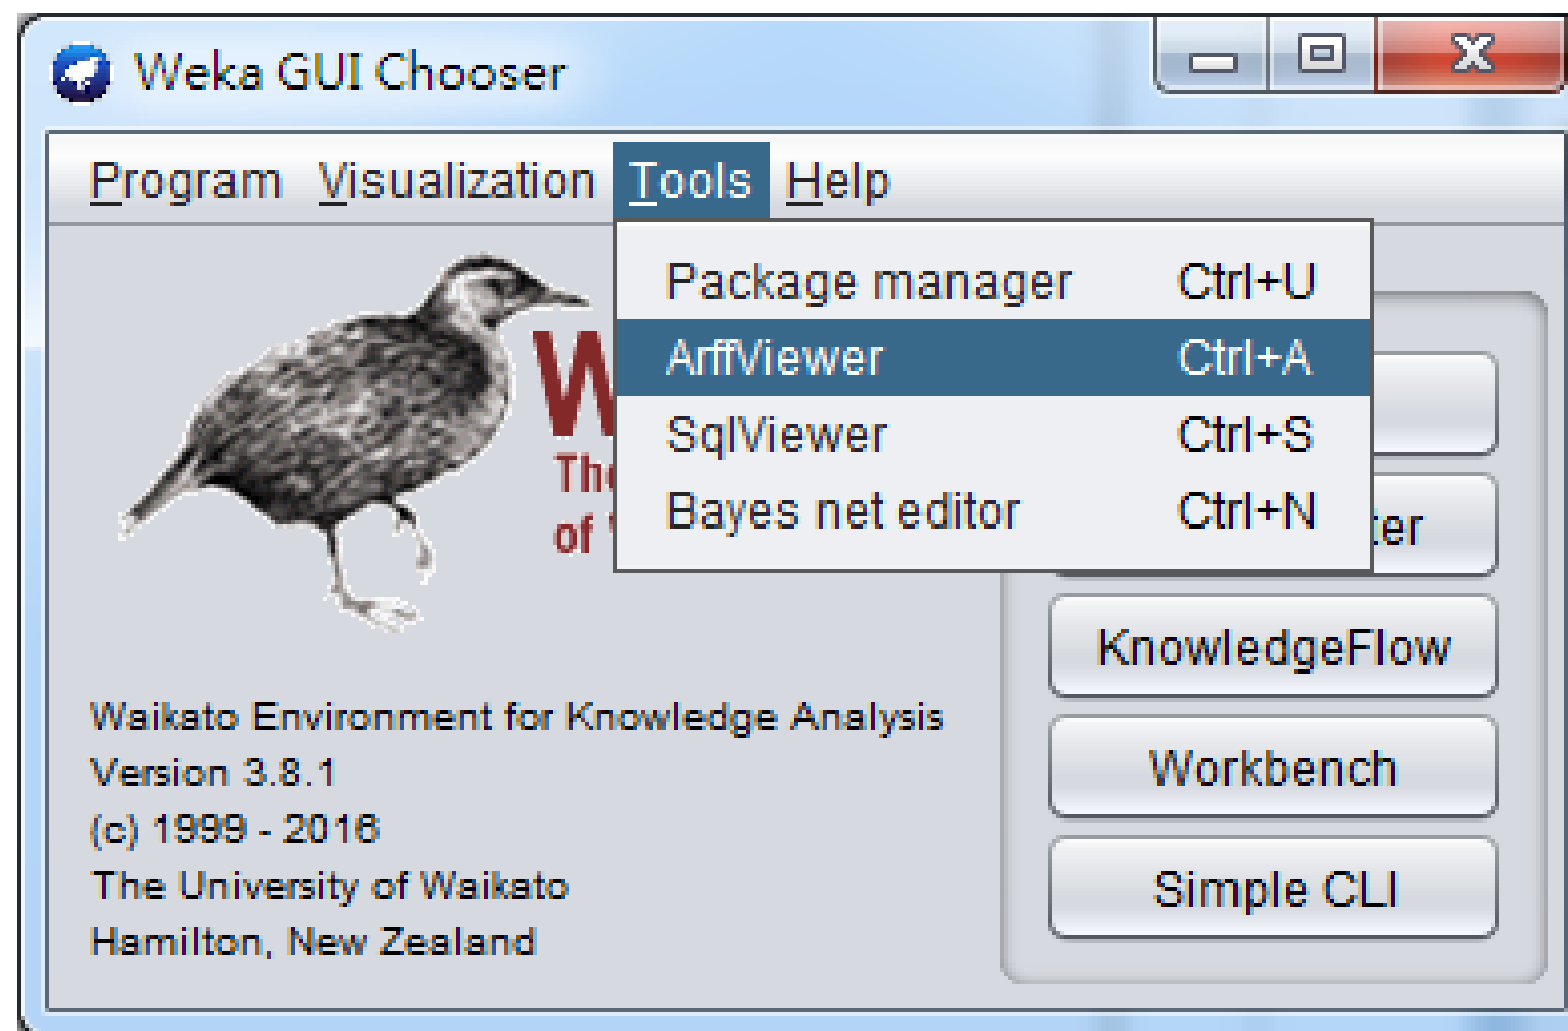 Weka GUI Chooser
Program Visualization Tools Help
Package manager Ctrl+U
ArffViewer Ctrl+A
SqlViewer Ctrl+S
Bayes net editor Ctrl+N
KnowledgeFlow
Workbench
Simple CLI
Waikato Environment for Knowledge Analysis
Version 3.8.1
(c) 1999 - 2016
The University of Waikato
Hamilton, New Zealand